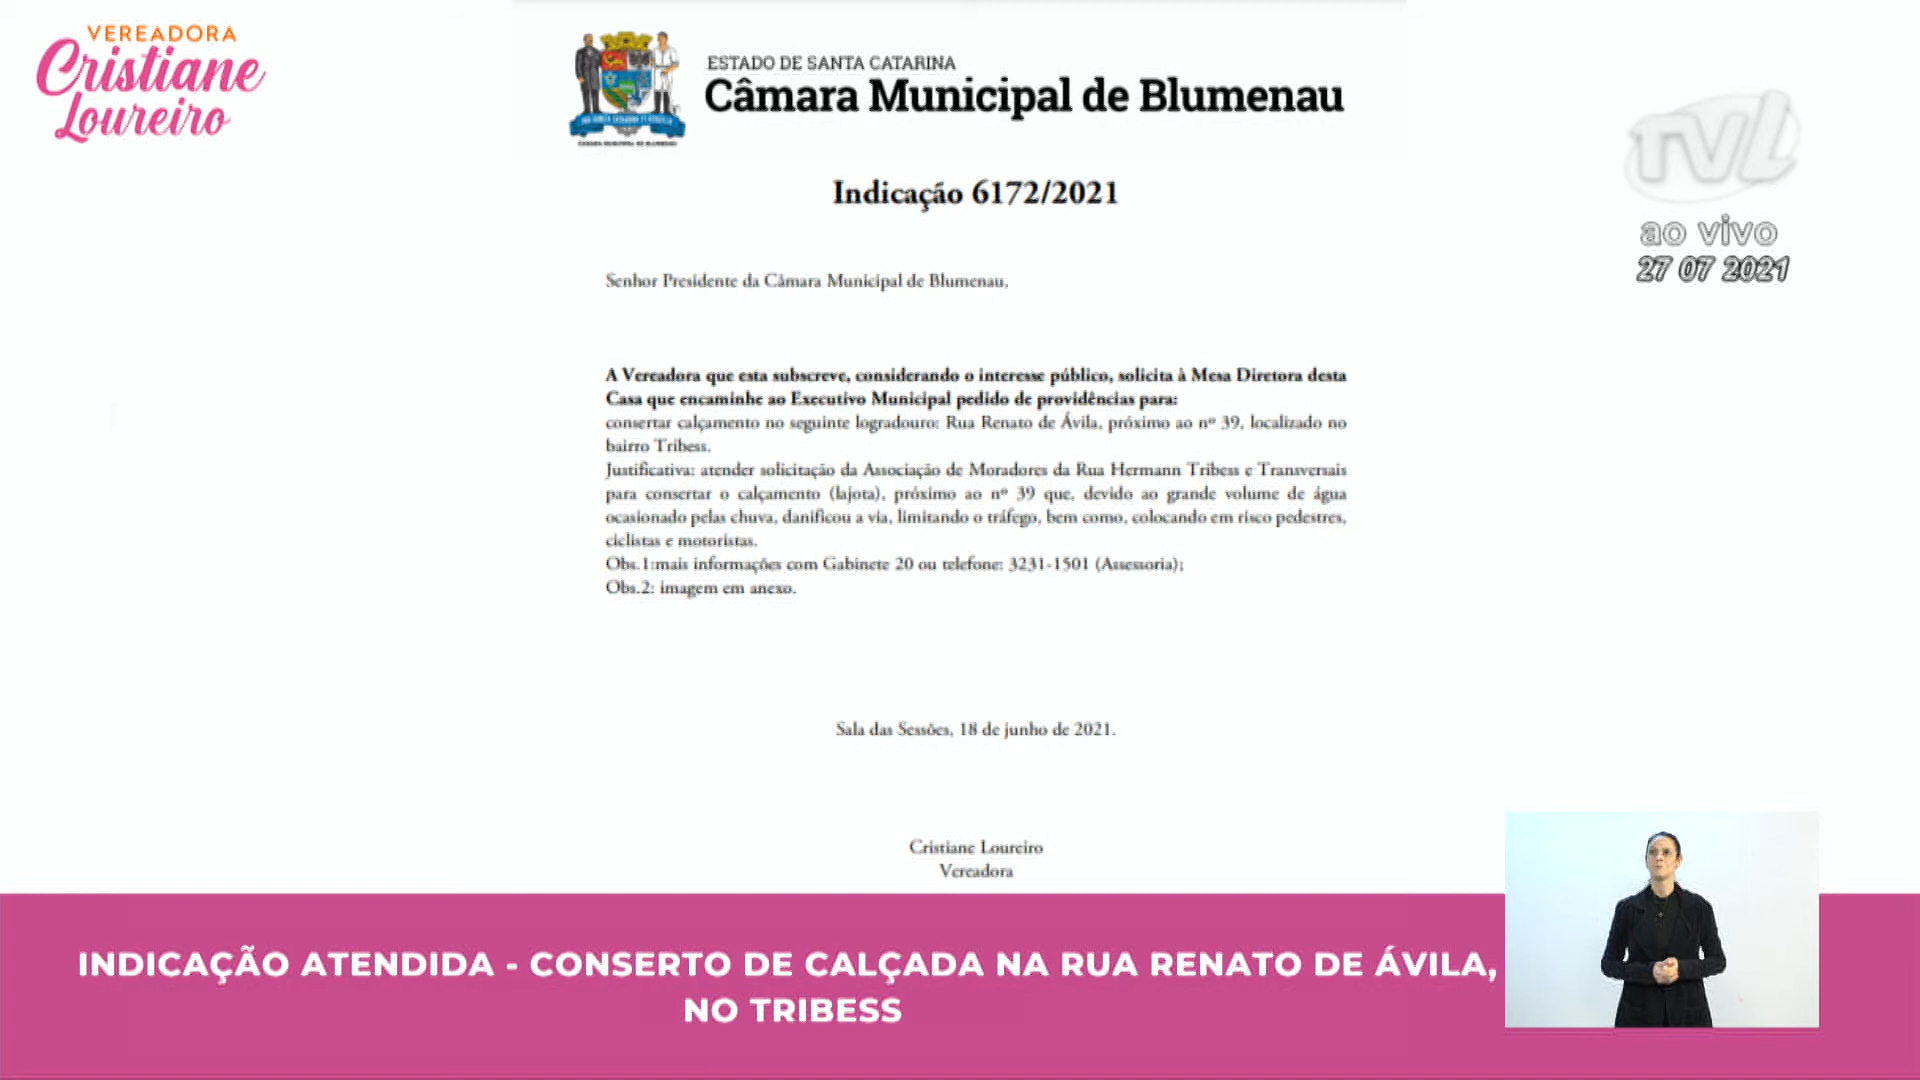 VEREADORA
Cristiane
Loureiro
ESTADO DE SANTA CATARINA
Câmara Municipal de Blumenau
Indicação 6172/2021
TVL
ao vivo
27 07 2021
Senhor Presidente da Câmara Municipal de Blumenau,
A Vereadora que esta subscreve, considerando o interesse público, solicita à Mesa Diretora desta
Casa que encaminhe ao Executivo Municipal pedido de providências para:
consertar calçamento no seguinte logradouro: Rua Renato de Ávila, próximo ao nº 39, localizado no
bairro Tribess.
Justificativa: atender solicitação da Associação de Moradores da Rua Hermann Tribess e Transversais
para consertar o calçamento (lajota), próximo ao nº 39 que, devido ao grande volume de água
ocasionado pelas chuva, danificou a via, limitando o tráfego, bem como, colocando em risco pedestres,
ciclistas e motoristas.
Obs.1:mais informações com Gabinete 20 ou telefone: 3231-1501 (Assessoria);
Obs.2: imagem em anexo.
Sala das Sessões, 18 de junho de 2021.
Cristiane Loureiro
Vereadora
INDICAÇÃO ATENDIDA - CONSERTO DE CALÇADA NA RUA RENATO DE ÁVILA,
NO TRIBESS